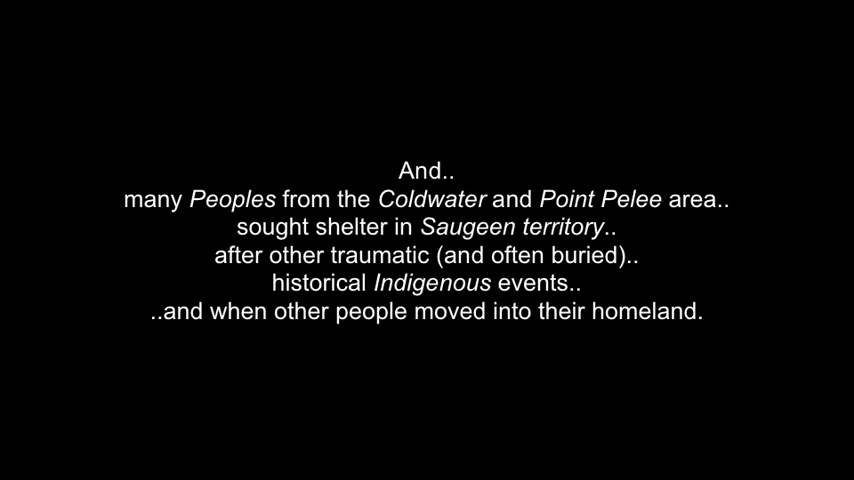 And..
many Peoples from the Coldwater and Point Pelee area..
sought shelter in Saugeen territory..
after other traumatic (and often buried)..
historical Indigenous events..
..and when other people moved into their homeland.